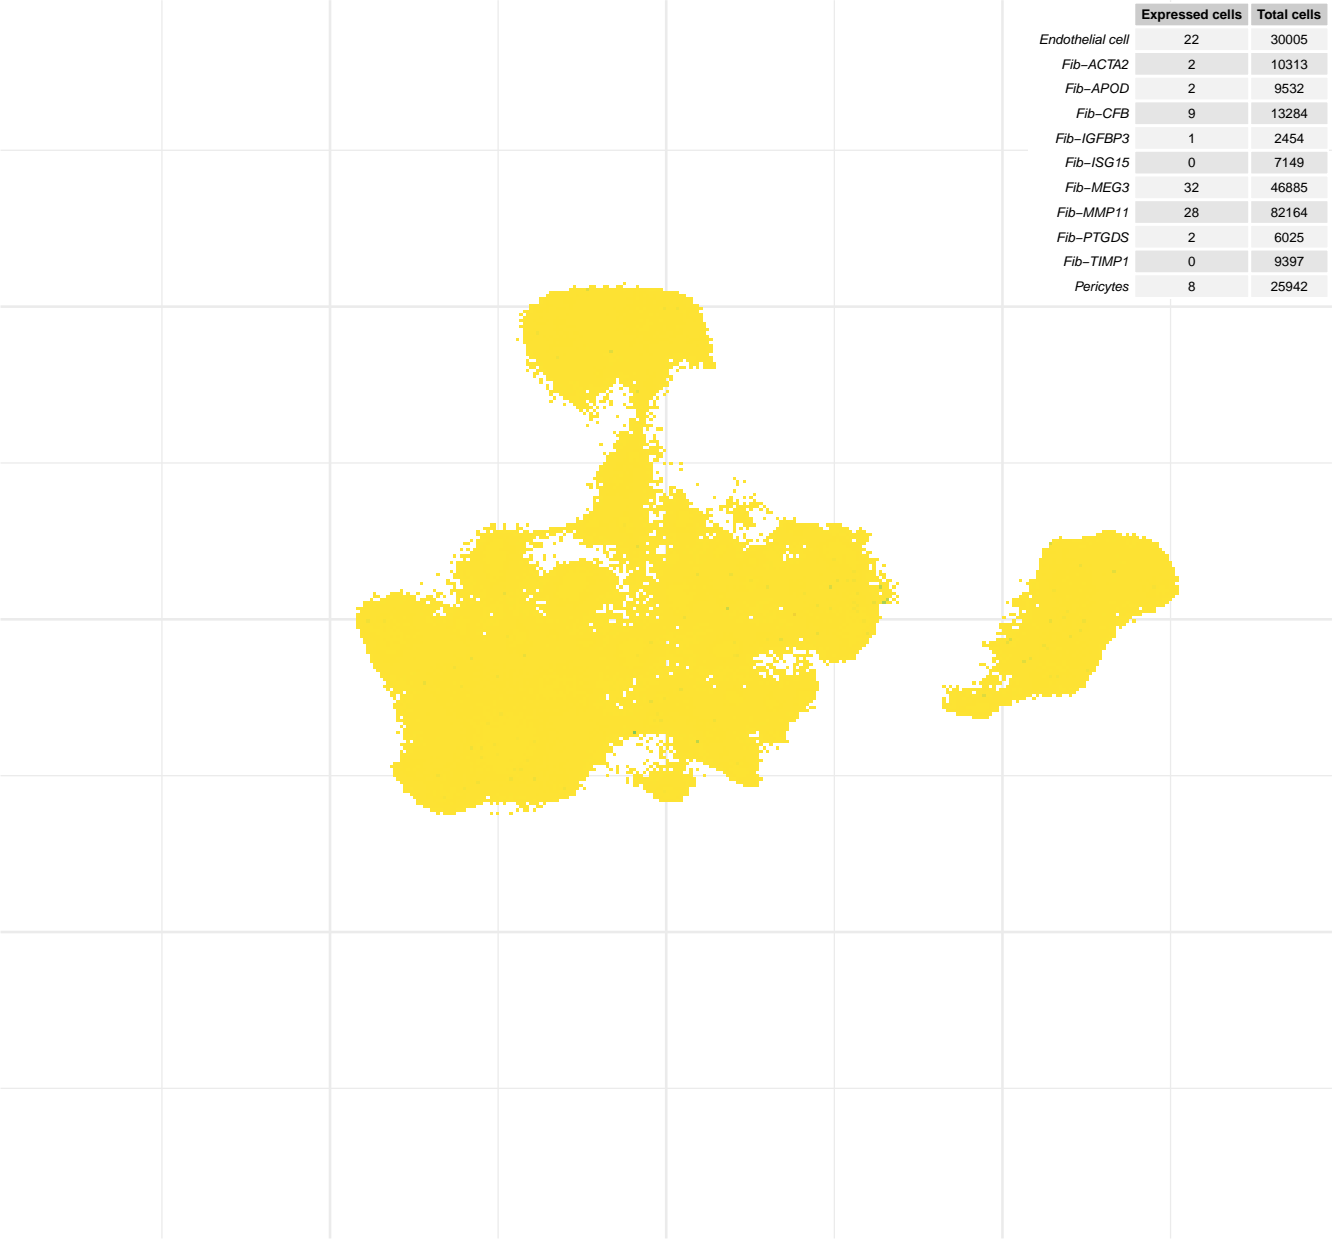 Expressed cells Total cells
Endothelial cell 22 30005
Fib−ACTA2 2 10313
Fib−APOD 2 9532
Fib−CFB 9 13284
Fib−IGFBP3 1 2454
Fib−ISG15 0 7149
Fib−MEG3 32 46885
Fib−MMP11 28 82164
Fib−PTGDS 2 6025
Fib−TIMP1 0 9397
Pericytes 8 25942